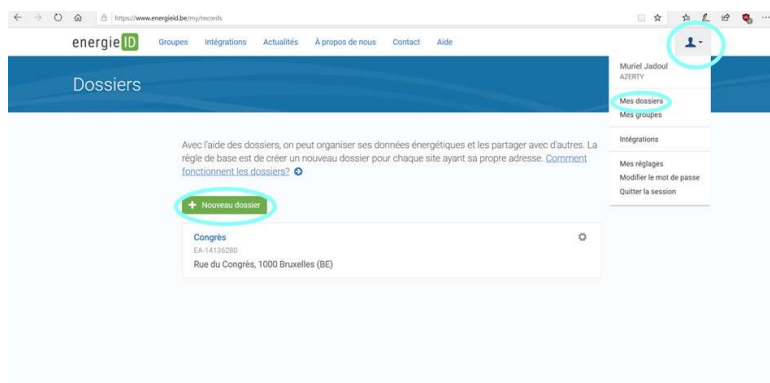 https://www.energieid.be/my/records
energieID
Groupes Intégrations Actualités À propos de nous Contact Aide
Muriel Jadoul
AZERTY
Mes dossiers
Mes groupes
Intégrations
Mes réglages
Modifier le mot de passe
Quitter la session
Dossiers
Avec l'aide des dossiers, on peut organiser ses données énergétiques et les partager avec d'autres. La
règle de base est de créer un nouveau dossier pour chaque site ayant sa propre adresse. Comment
fonctionnent les dossiers?
+ Nouveau dossier
Congrès
EA-14136280
Rue du Congrès, 1000 Bruxelles (BE)